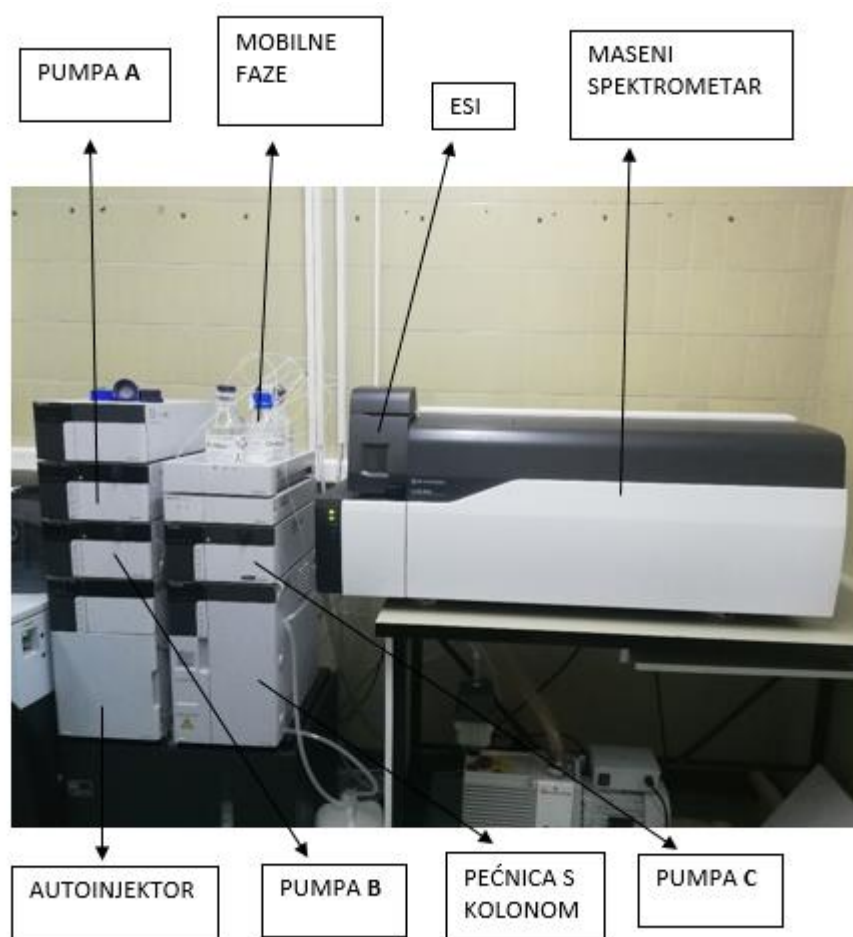 PUMPA A
MOBILNE
FAZE
ESI
MASENI
SPEKTROMETAR
AUTOINJEKTOR
PUMPA B
PEĆNICA S
KOLONOM
PUMPA C